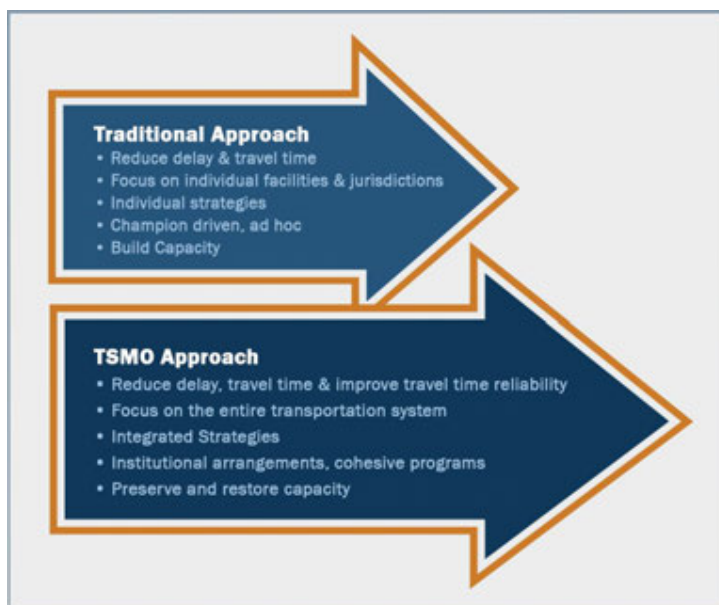 Traditional Approach
• Reduce delay & travel time
• Focus on individual facilities & jurisdictions
• Individual strategies
• Champion driven, ad hoc
• Build Capacity
TSMO Approach
• Reduce delay, travel time & improve travel time reliability
• Focus on the entire transportation system
• Integrated Strategies
• Institutional arrangements, cohesive programs
• Preserve and restore capacity